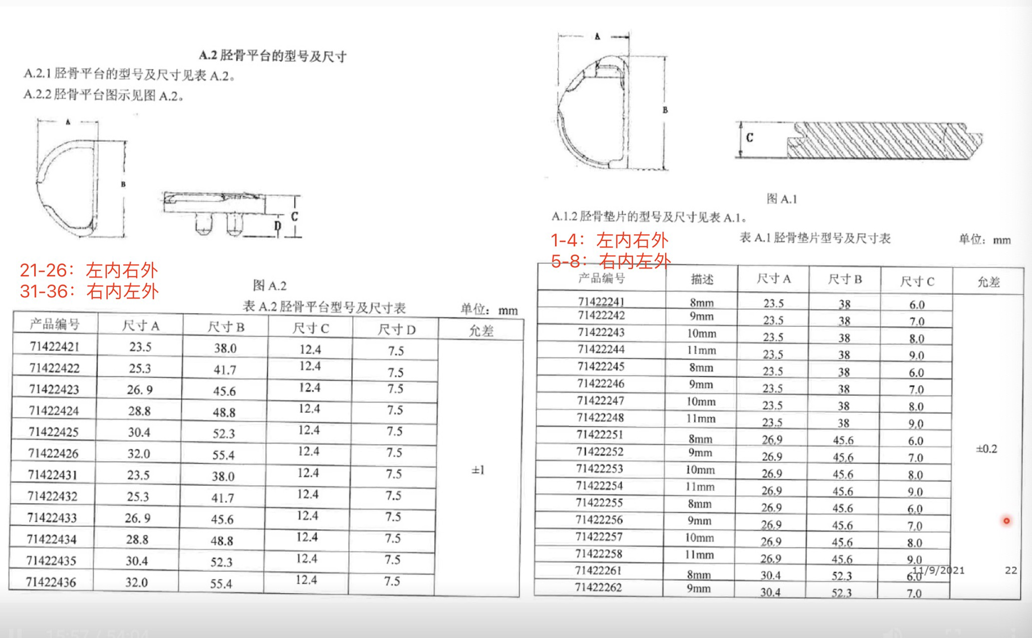 A.2 胫骨平台的型号及尺寸
A.2.1 胫骨平台的型号及尺寸见表 A.2。
A.2.2 胫骨平台图示见图 A.2。
A
B
C
D
21-26：左内右外
31-36：右内左外
图 A.2
表 A.2 胫骨平台型号及尺寸表 单位：mm
产品编号 尺寸 A 尺寸 B 尺寸 C 尺寸 D 允差
71422421 23.5 38.0 12.4 7.5
71422422 25.3 41.7 12.4 7.5
71422423 26. 9 45.6 12.4 7.5
71422424 28.8 48.8 12.4 7.5
71422425 30.4 52.3 12.4 7.5
71422426 32.0 55.4 12.4 7.5
71422431 23.5 38.0 12.4 7.5
±1
71422432 25.3 41.7 12.4 7.5
71422433 26. 9 45.6 12.4 7.5
71422434 28.8 48.8 12.4 7.5
71422435 30.4 52.3 12.4 7.5
71422436 32.0 55.4 12.4 7.5
A
B
C
图 A.1
A.1.2 胫骨垫片的型号及尺寸见表 A.1。
1-4：左内右外
5-8：右内左外
表 A.1 胫骨垫片型号及尺寸表 单位：mm
产品编号 描述 尺寸 A 尺寸 B 尺寸 C 允差
71422241 8mm 23.5 38 6.0
71422242 9mm 23.5 38 7.0
71422243 10mm 23.5 38 8.0
71422244 11mm 23.5 38 9.0
71422245 8mm 23.5 38 6.0
71422246 9mm 23.5 38 7.0
71422247 10mm 23.5 38 8.0
71422248 11mm 23.5 38 9.0
71422251 8mm 26.9 45.6 6.0
±0.2
71422252 9mm 26.9 45.6 7.0
71422253 10mm 26.9 45.6 8.0
71422254 11mm 26.9 45.6 9.0
71422255 8mm 26.9 45.6 6.0
71422256 9mm 26.9 45.6 7.0
71422257 10mm 26.9 45.6 8.0
71422258 11mm 26.9 45.6 9.0
71422261 8mm 30.4 52.3 6.0
71422262 9mm 30.4 52.3 7.0
11/9/2021 22